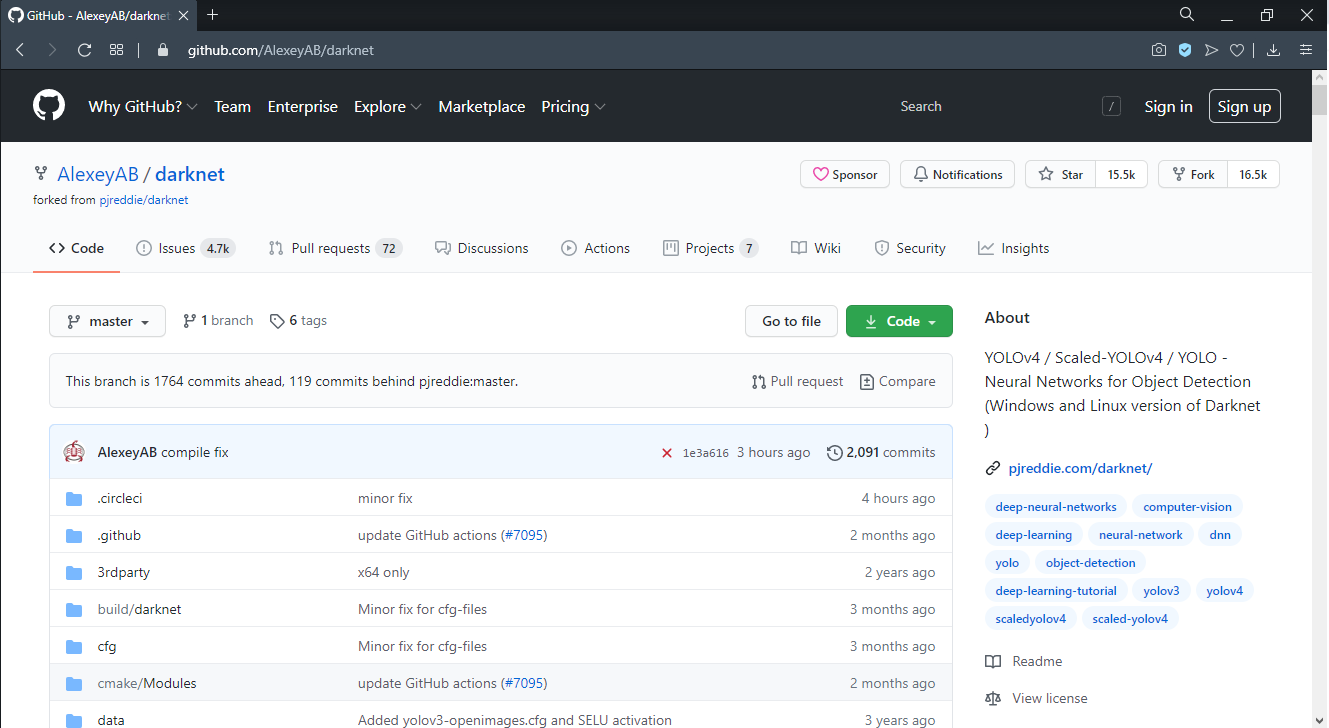 GitHub - AlexeyAB/darknet
github.com/AlexeyAB/darknet
Why GitHub? Team Enterprise Explore Marketplace Pricing Search / Sign in Sign up
AlexeyAB / darknet Sponsor Notifications Star 15.5k Fork 16.5k
forked from pjreddie/darknet
Code Issues 4.7k Pull requests 72 Discussions Actions Projects 7 Wiki Security Insights
master 1 branch 6 tags Go to file Code
This branch is 1764 commits ahead, 119 commits behind pjreddie:master. Pull request Compare
AlexeyAB compile fix 1e3a616 3 hours ago 2,091 commits
.circleci minor fix 4 hours ago
.github update GitHub actions (#7095) 2 months ago
3rdparty x64 only 2 years ago
build/darknet Minor fix for cfg-files 3 months ago
cfg Minor fix for cfg-files 3 months ago
cmake/Modules update GitHub actions (#7095) 2 months ago
data Added yolov3-openimages.cfg and SELU activation 3 years ago
About
YOLOv4 / Scaled-YOLOv4 / YOLO -
Neural Networks for Object Detection
(Windows and Linux version of Darknet
)
pjreddie.com/darknet/
deep-neural-networks computer-vision
deep-learning neural-network dnn
yolo object-detection
deep-learning-tutorial yolov3 yolov4
scaledyolov4 scaled-yolov4
Readme
View license